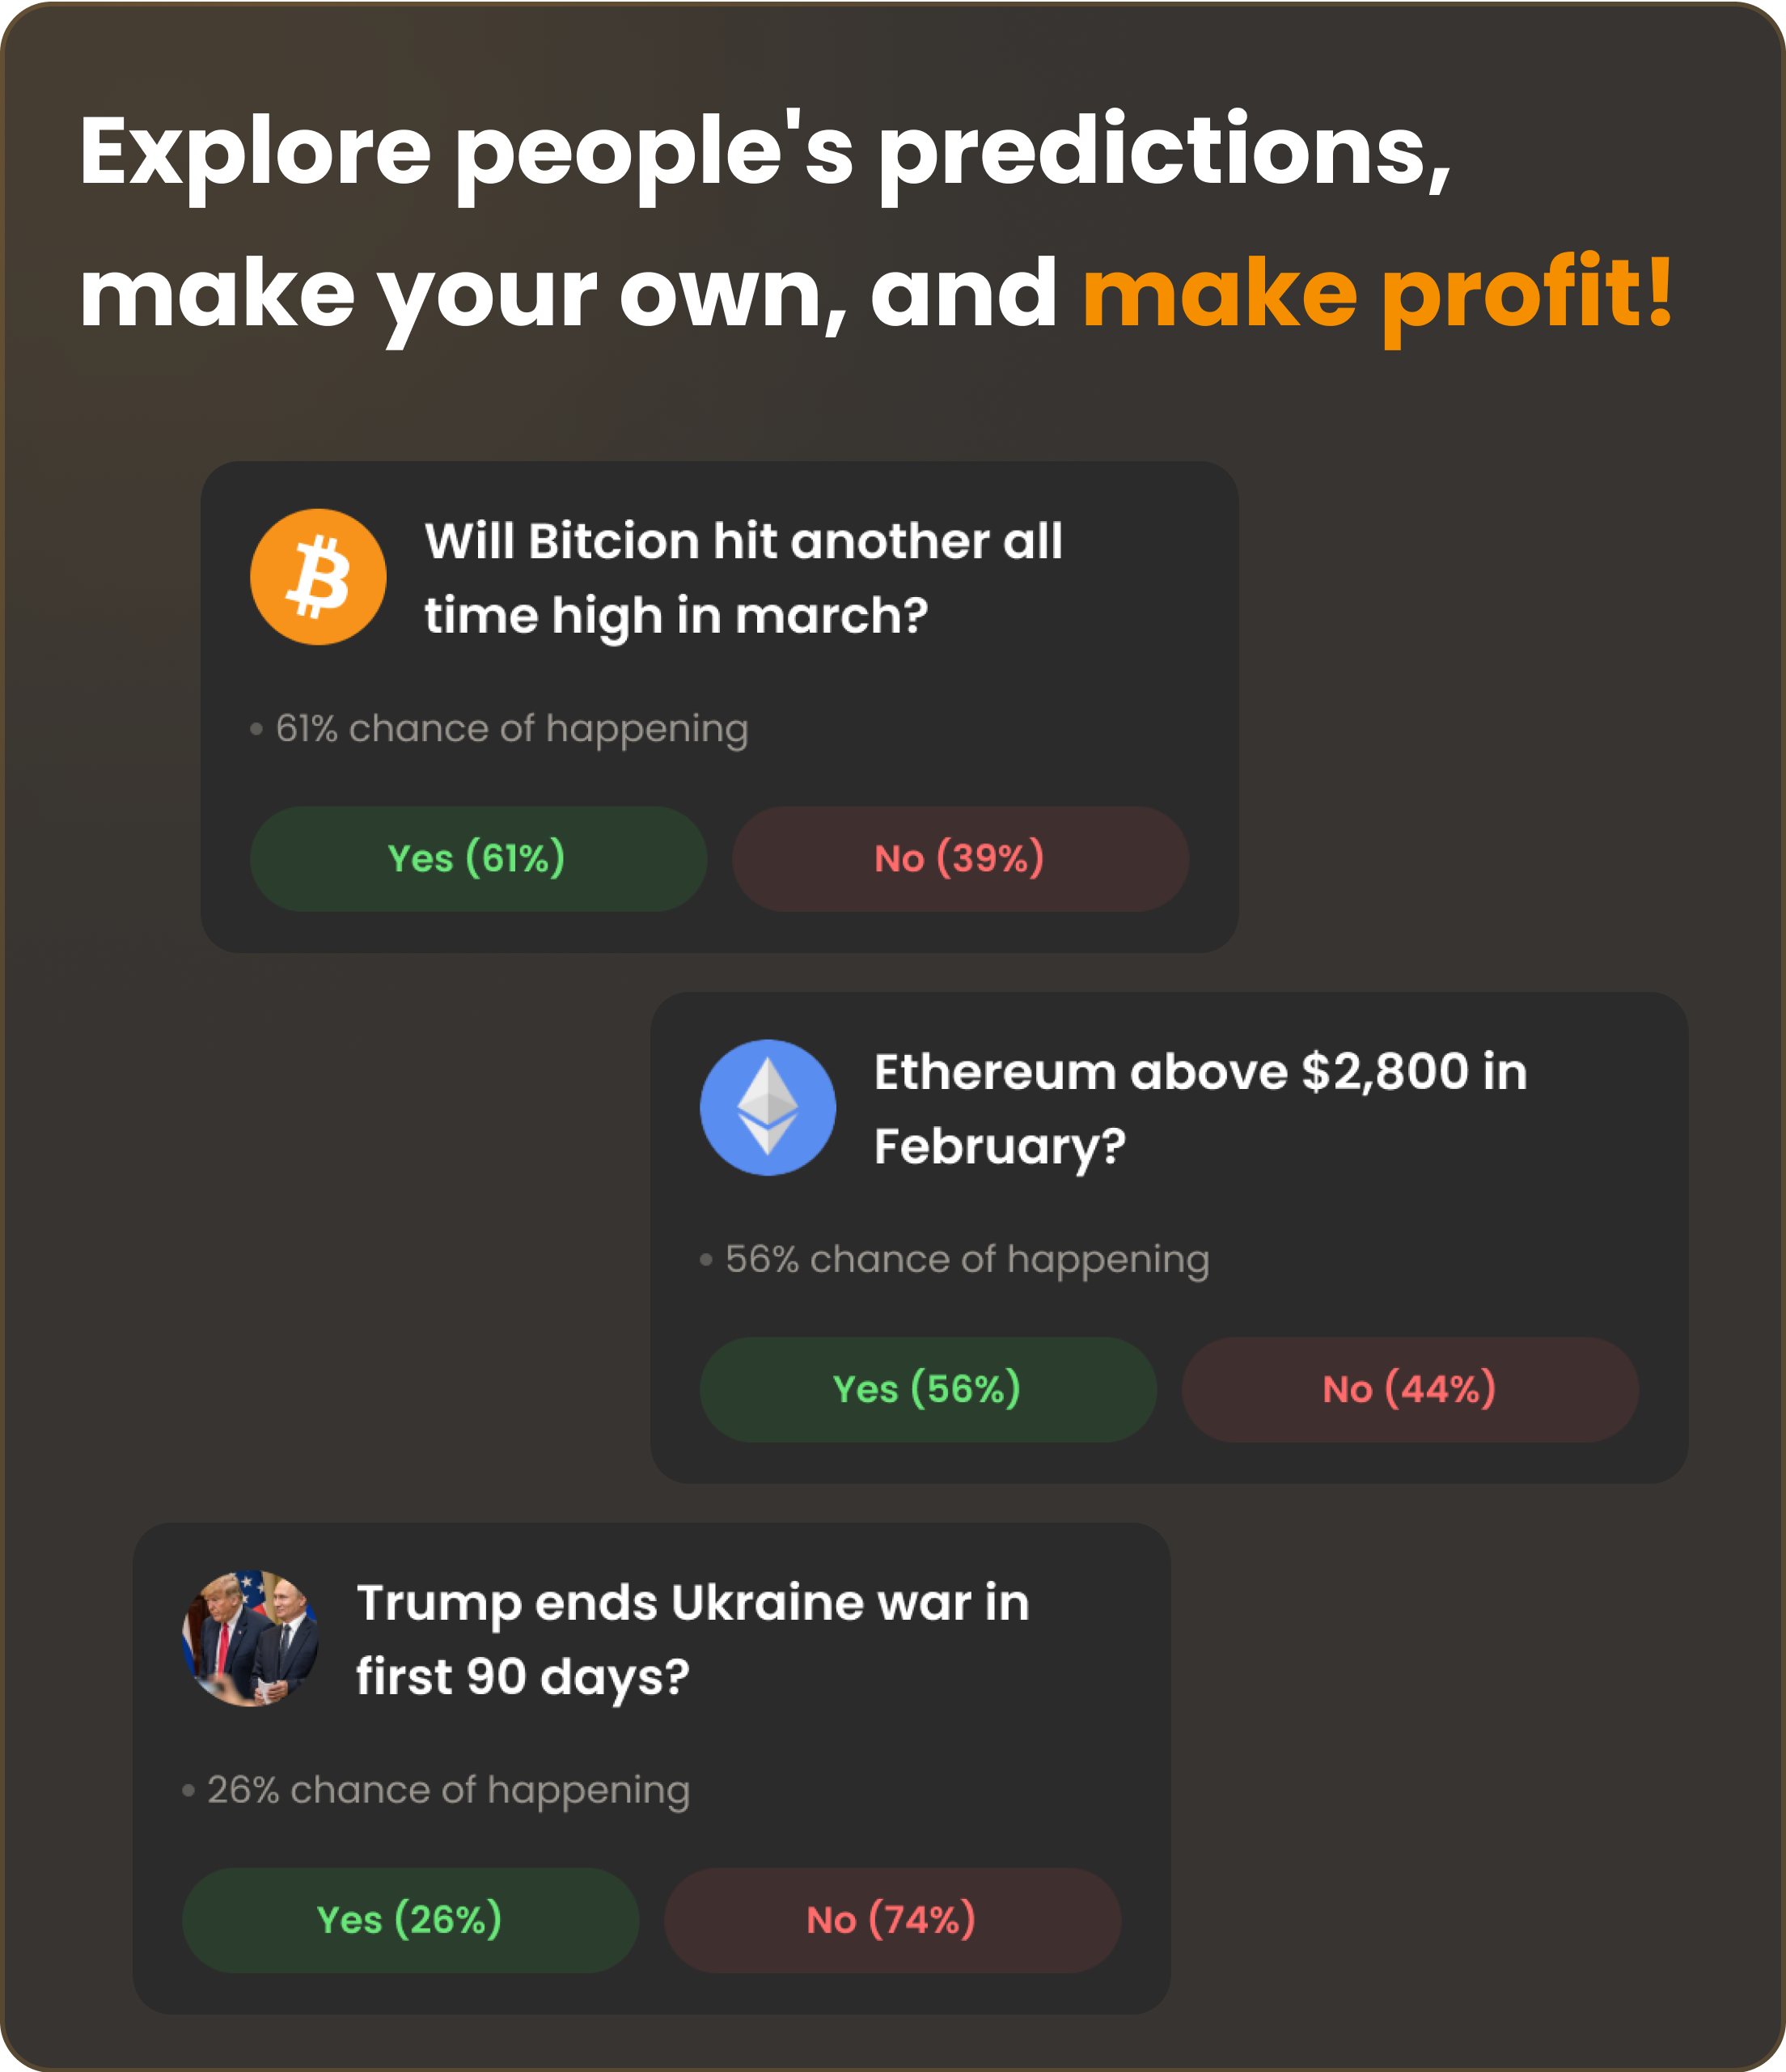 Explore people's predictions,
make your own, and make profit!
Will Bitcion hit another all
time high in march?
• 61% chance of happening
Yes (61%)
No (39%)
Ethereum above $2,800 in
February?
• 56% chance of happening
Yes (56%)
No (44%)
Trump ends Ukraine war in
first 90 days?
• 26% chance of happening
Yes (26%)
No (74%)